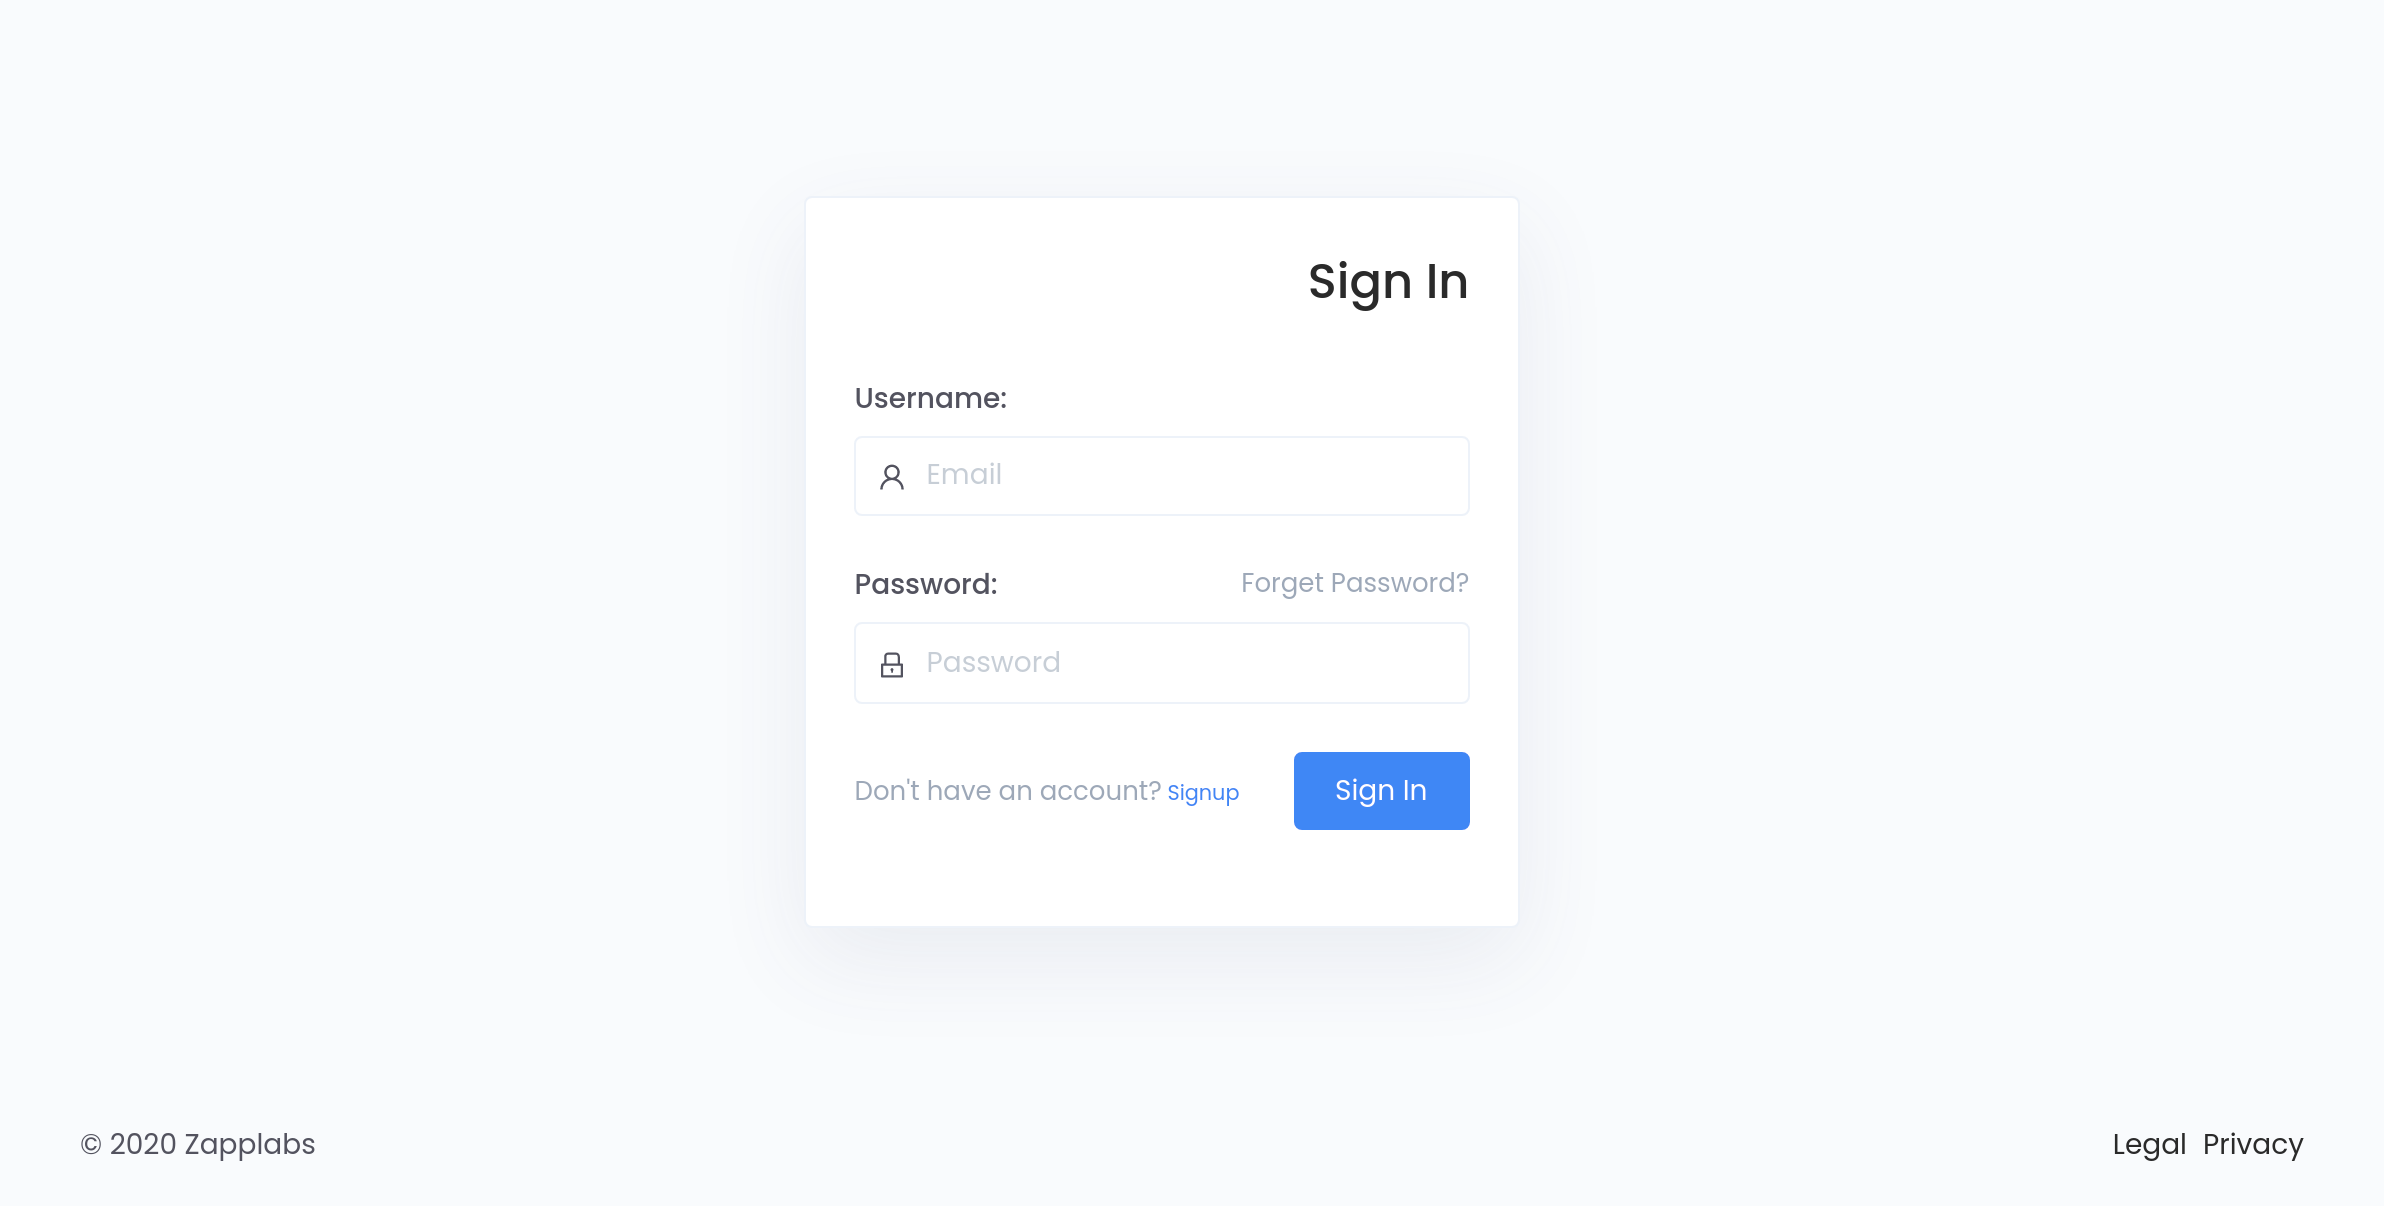 Sign In
Username:
Email
Password: Forget Password?
Password
Don't have an account? Signup Sign In
© 2020 Zapplabs Legal Privacy